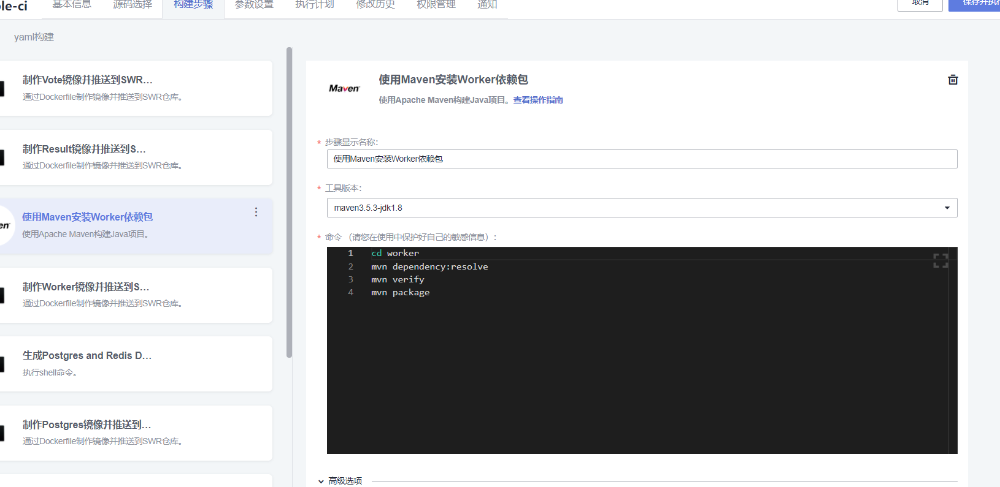 ole-ci
基本信息 源码选择 构建步骤 参数设置 执行计划 修改历史 权限管理 通知
取消 保存并执行
yaml构建
制作Vote镜像并推送到SWR...
通过Dockerfile制作镜像并推送到SWR仓库。
制作Result镜像并推送到S...
通过Dockerfile制作镜像并推送到SWR仓库。
使用Maven安装Worker依赖包
使用Apache Maven构建Java项目。
制作Worker镜像并推送到S...
通过Dockerfile制作镜像并推送到SWR仓库。
生成Postgres and Redis D...
执行shell命令。
制作Postgres镜像并推送到...
通过Dockerfile制作镜像并推送到SWR仓库。
en
Maven
使用Maven安装Worker依赖包
使用Apache Maven构建Java项目。查看操作指南
* 步骤显示名称:
使用Maven安装Worker依赖包
* 工具版本:
maven3.5.3-jdk1.8
* 命令 （请您在使用中保护好自己的敏感信息）:
1 cd worker
2 mvn dependency:resolve
3 mvn verify
4 mvn package
高级选项